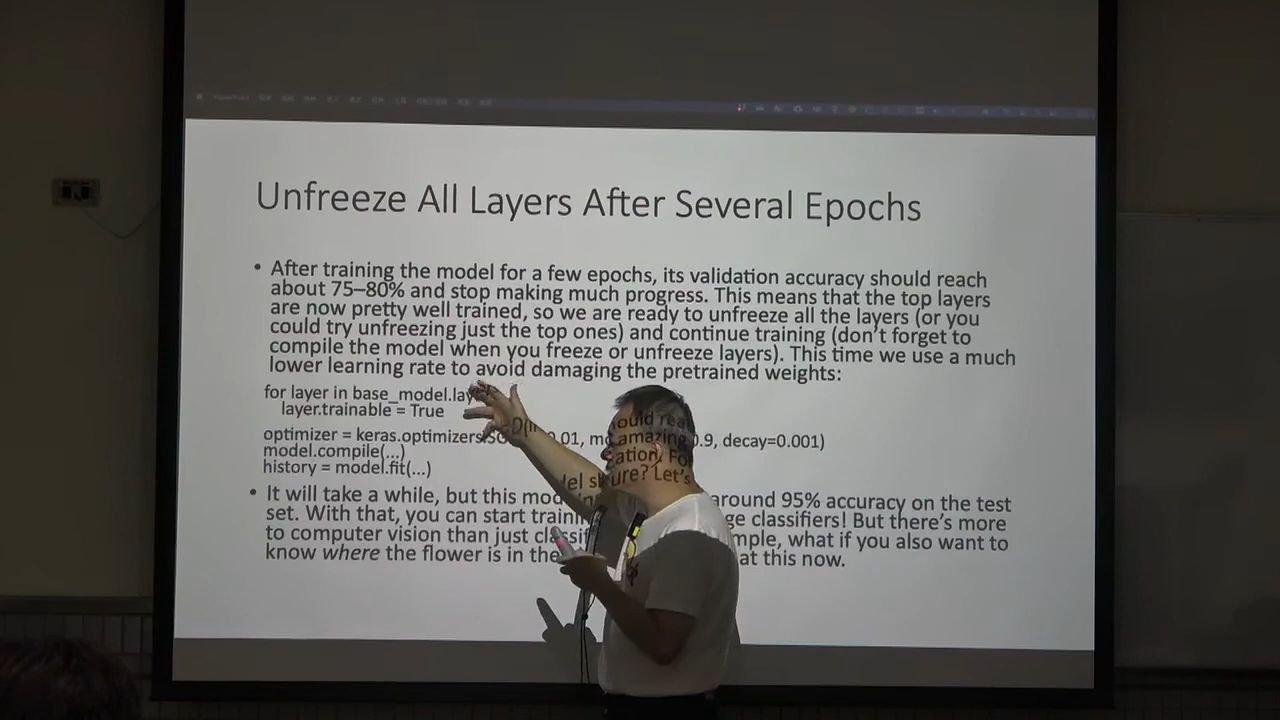 Unfreeze All Layers After Several Epochs
• After training the model for a few epochs, its validation accuracy should reach
about 75–80% and stop making much progress. This means that the top layers
are now pretty well trained, so we are ready to unfreeze all the layers (or you
could try unfreezing just the top ones) and continue training (don't forget to
compile the model when you freeze or unfreeze layers). This time we use a much
lower learning rate to avoid damaging the pretrained weights:
for layer in base_model.lay
layer.trainable = True
optimizer = keras.optimizers.SGD(lr=0.01, mo 0.9, decay=0.001)
model.compile(...)
history = model.fit(...)
• It will take a while, but this mod should rea around 95% accuracy on the test
set. With that, you can start trainin amazing ge classifiers! But there's more
to computer vision than just classif cation. Fo mple, what if you also want to
know where the flower is in the ure? Let's at this now.